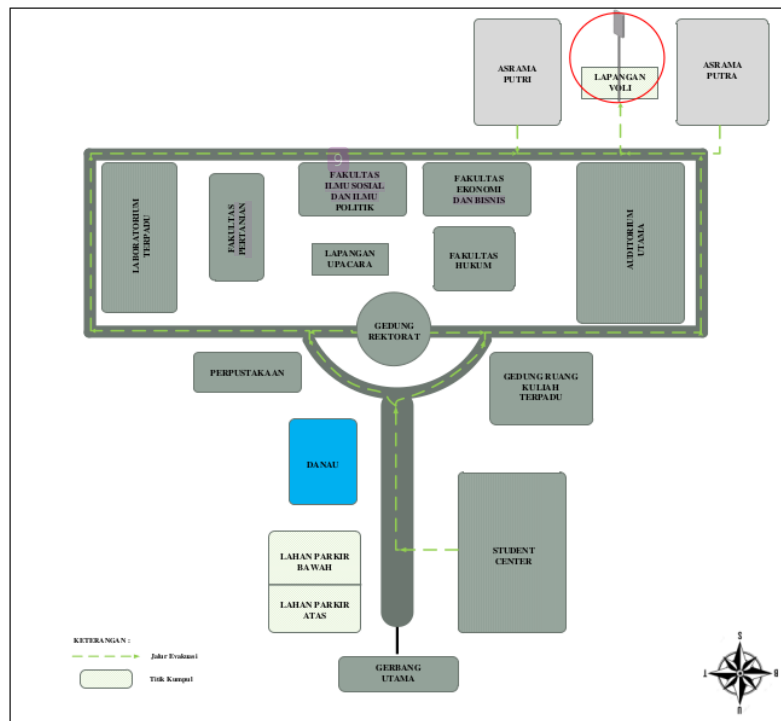 ASRAMA
PUTRI
LAPANGAN
VOLI
ASRAMA
PUTRA
9
LABORATORIUM
TERPADU
FAKULTAS
PERTANIAN
FAKULTAS
ILMU SOSIAL
DAN ILMU
POLITIK
FAKULTAS
EKONOMI
DAN BISNIS
AUDITORIUM
UTAMA
LAPANGAN
UPACARA
FAKULTAS
HUKUM
GEDUNG
REKTORAT
PERPUSTAKAAN
GEDUNG RUANG
KULIAH
TERPADU
DANAU
STUDENT
CENTER
LAHAN PARKIR
BAWAH
LAHAN PARKIR
ATAS
KETERANGAN :
Jalur Evakuasi
Titik Kumpul
GERBANG
UTAMA
S
T
B
U